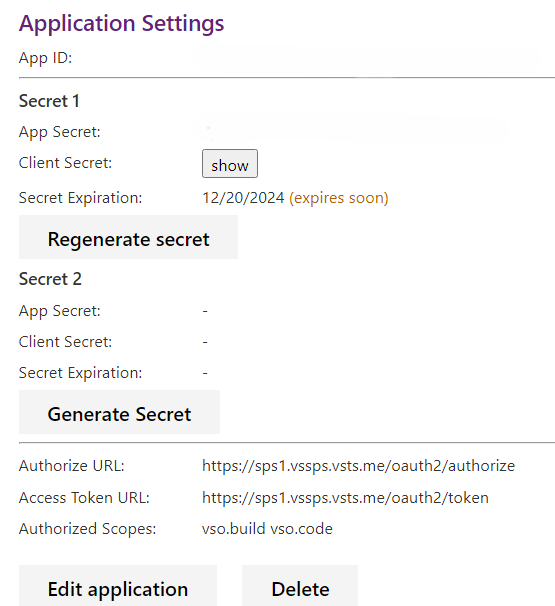 Application Settings
App ID:
Secret 1
App Secret:
Client Secret: show
Secret Expiration: 12/20/2024 (expires soon)
Regenerate secret
Secret 2
App Secret: -
Client Secret: -
Secret Expiration: -
Generate Secret
Authorize URL: https://sps1.vssps.vsts.me/oauth2/authorize
Access Token URL: https://sps1.vssps.vsts.me/oauth2/token
Authorized Scopes: vso.build vso.code
Edit application Delete